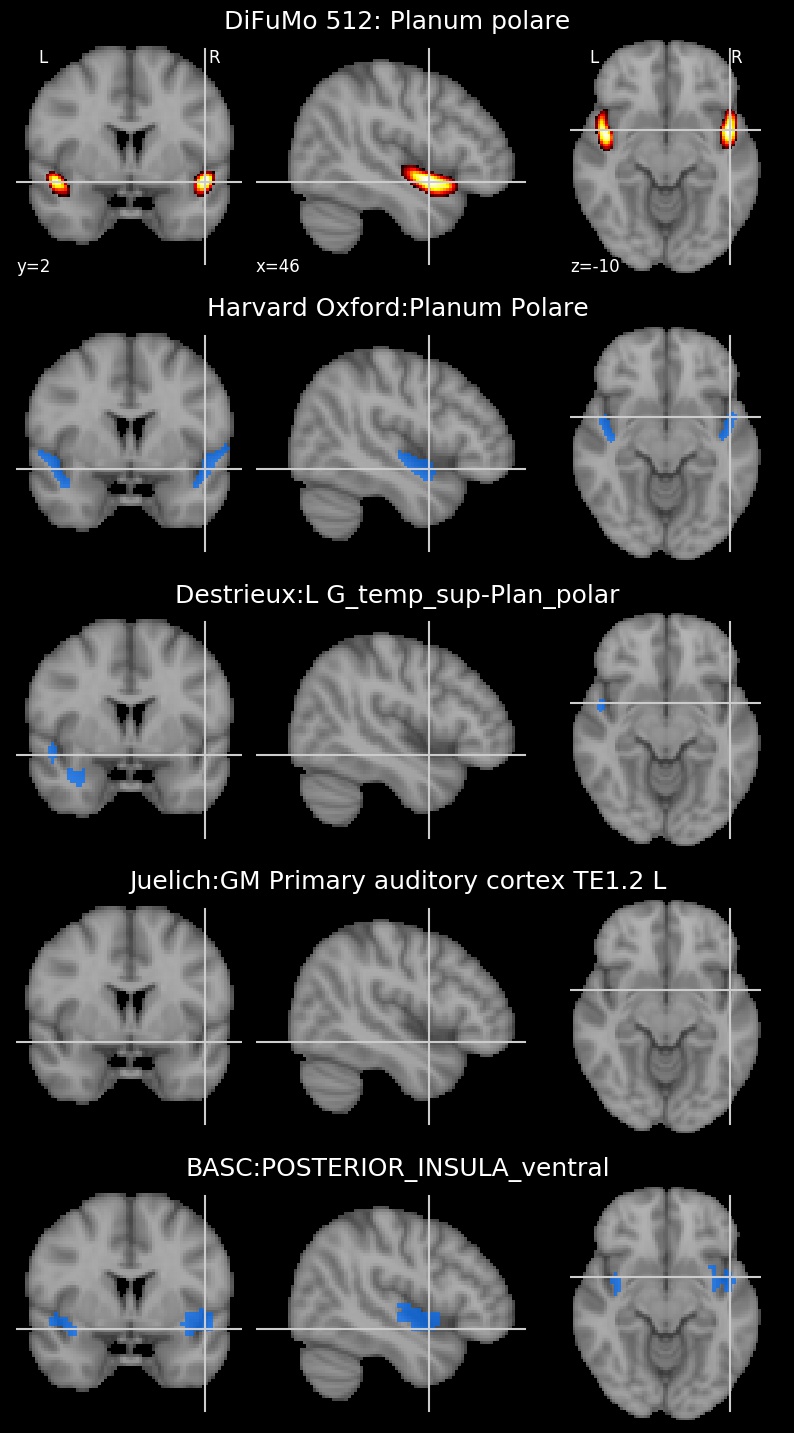 DiFuMo 512: Planum polare
L R L R
y=2 x=46 z=-10
Harvard Oxford:Planum Polare
Destrieux:L G_temp_sup-Plan_polar
Juelich:GM Primary auditory cortex TE1.2 L
BASC:POSTERIOR_INSULA_ventral